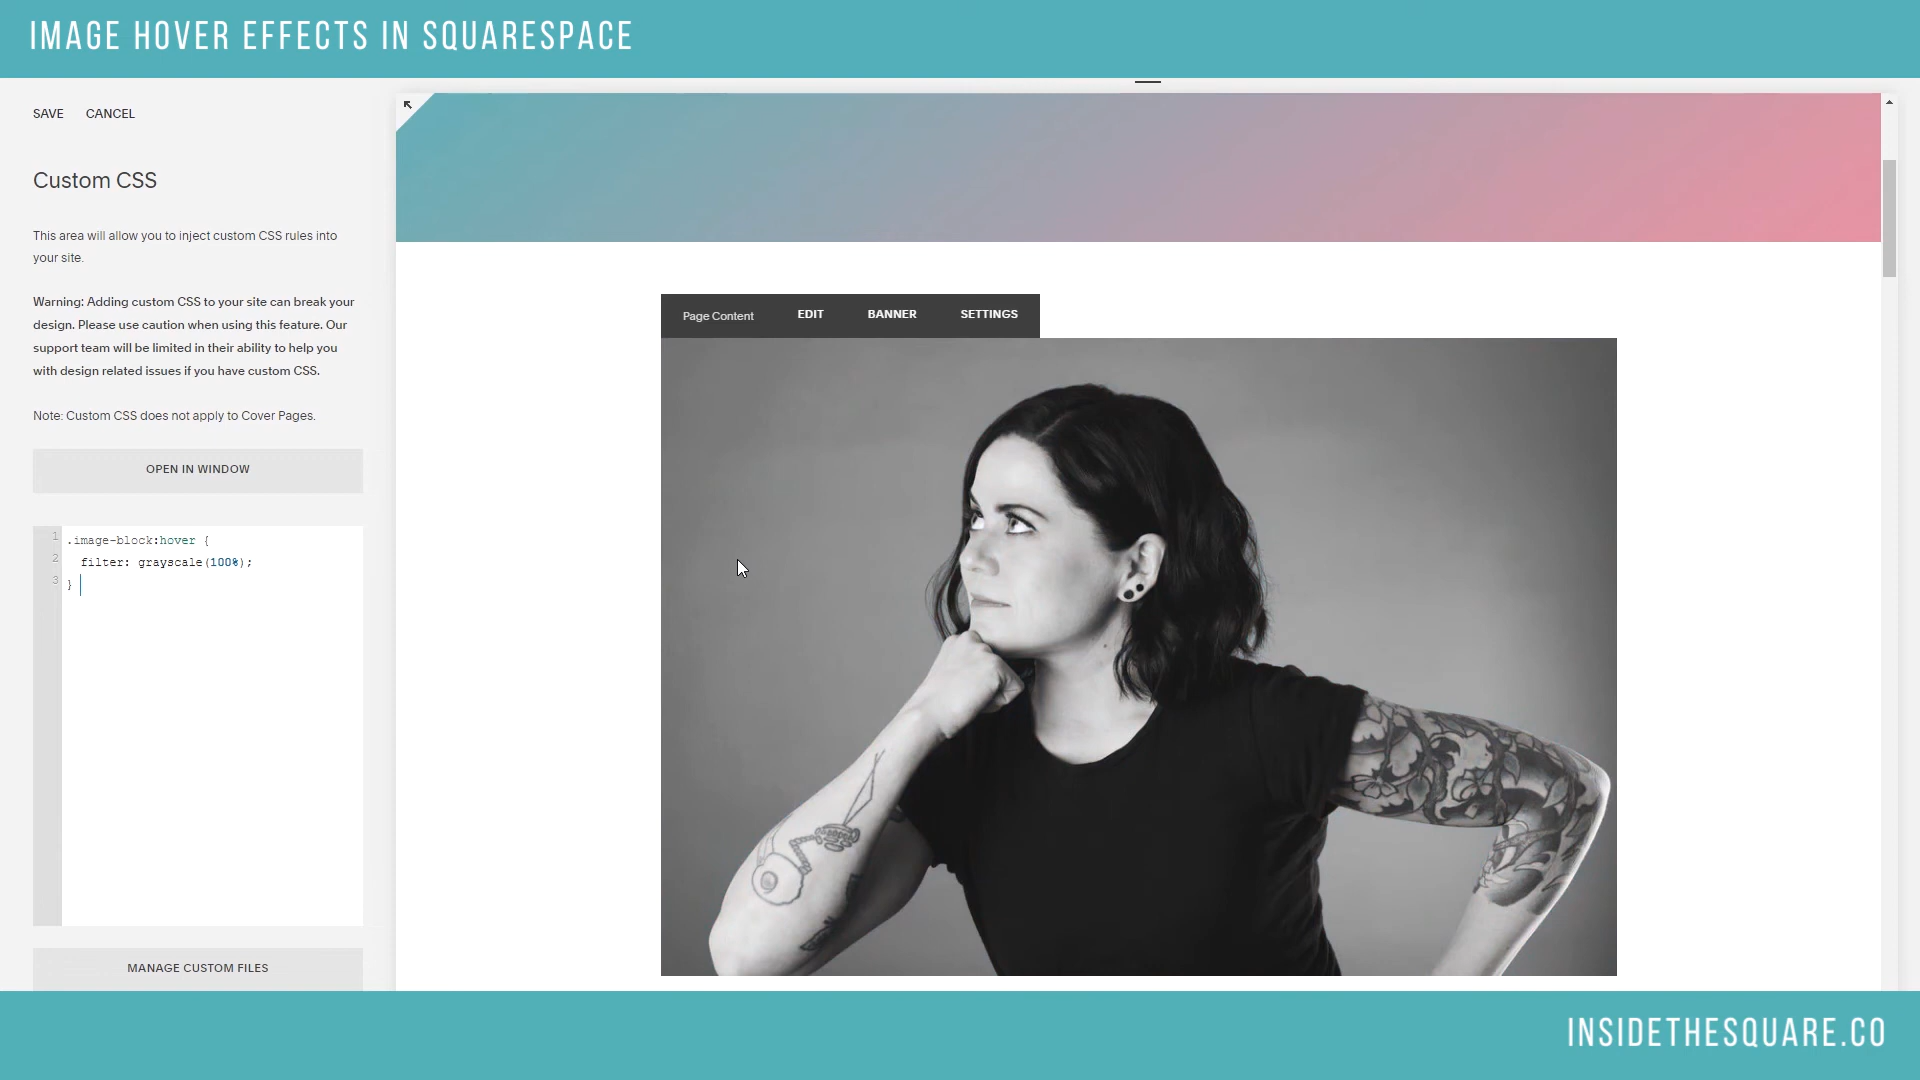 IMAGE HOVER EFFECTS IN SQUARESPACE
SAVE CANCEL
Custom CSS
This area will allow you to inject custom CSS rules into
your site.
Warning: Adding custom CSS to your site can break your
design. Please use caution when using this feature. Our
support team will be limited in their ability to help you
with design related issues if you have custom CSS.
Note: Custom CSS does not apply to Cover Pages.
OPEN IN WINDOW
1 .image-block:hover {
2 filter: grayscale(100%);
3 }
MANAGE CUSTOM FILES
Page Content EDIT BANNER SETTINGS
INSIDETHESQUARE.CO